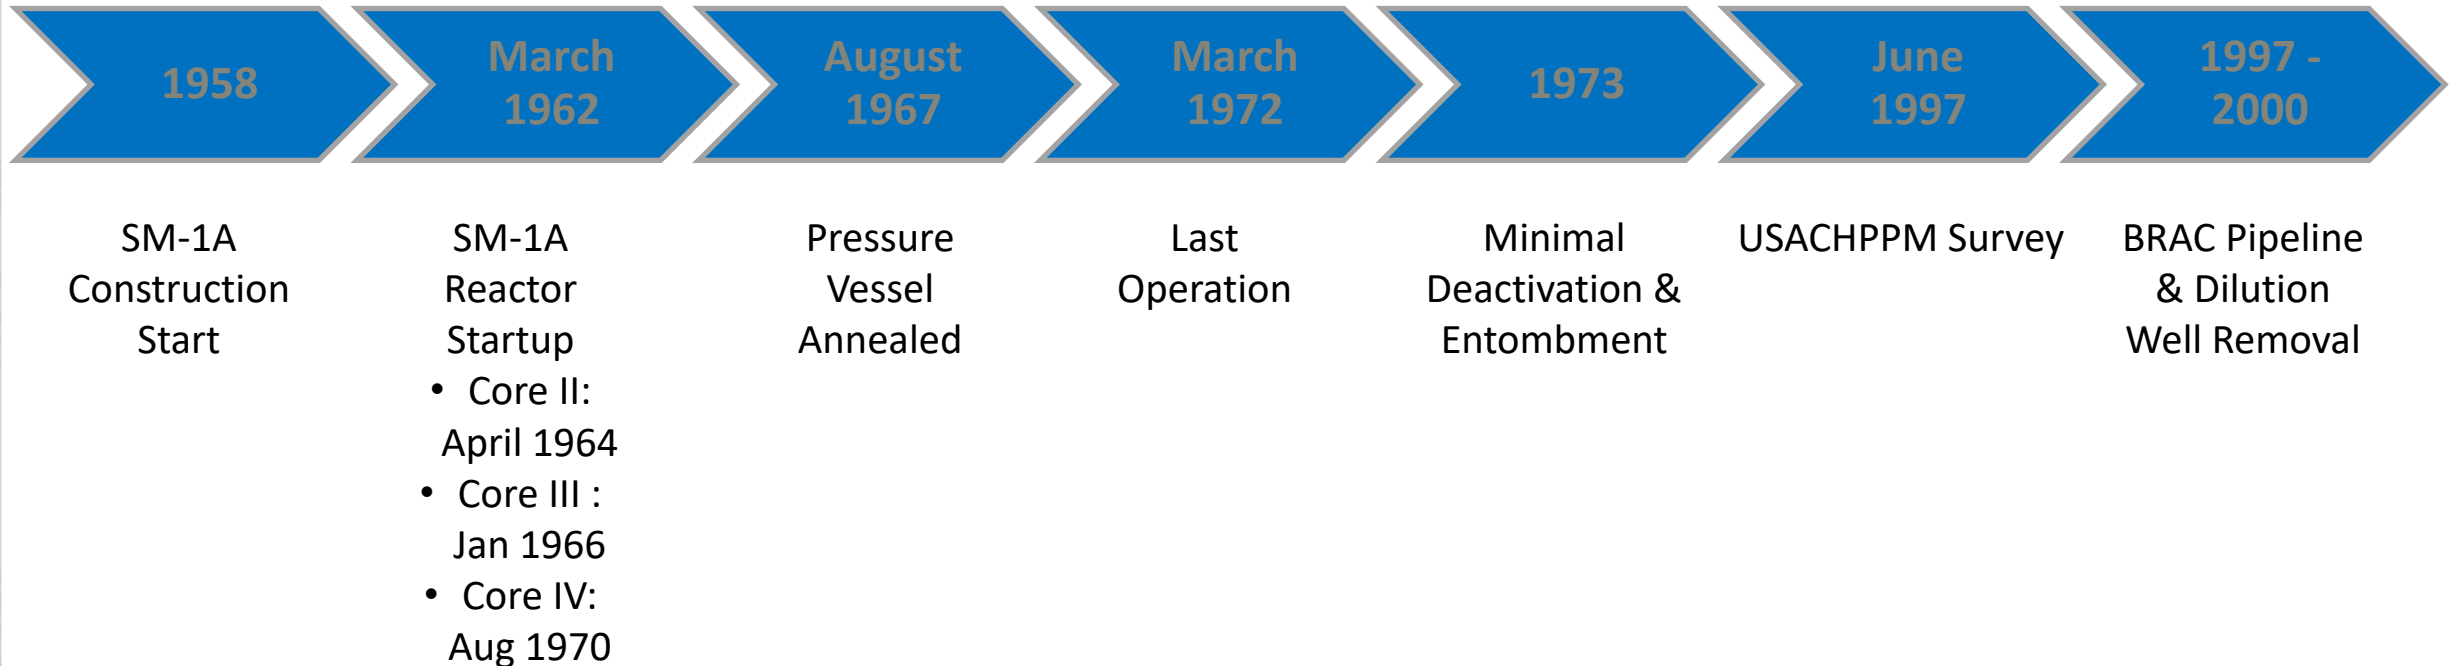 1958
March
1962
August
1967
March
1972
1973
June
1997
1997 -
2000
SM-1A
Construction
Start
SM-1A
Reactor
Startup
• Core II:
April 1964
• Core III :
Jan 1966
• Core IV:
Aug 1970
Pressure
Vessel
Annealed
Last
Operation
Minimal
Deactivation &
Entombment
USACHPPM Survey
BRAC Pipeline
& Dilution
Well Removal